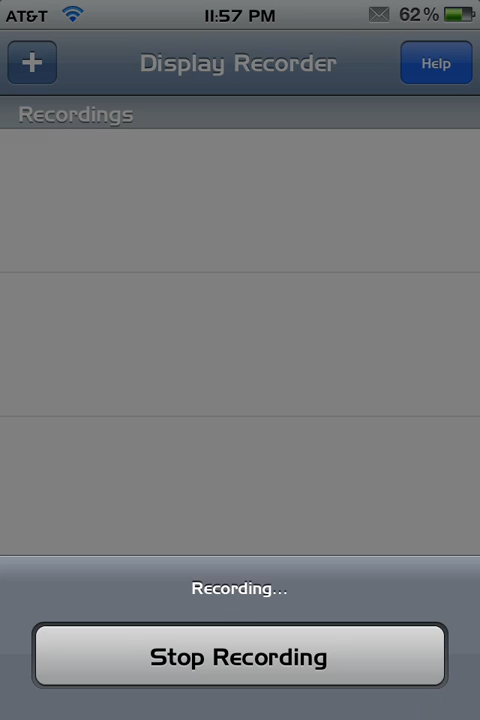 AT&T 11:57 PM 62%
+ Display Recorder Help
Recordings
Recording...
Stop Recording